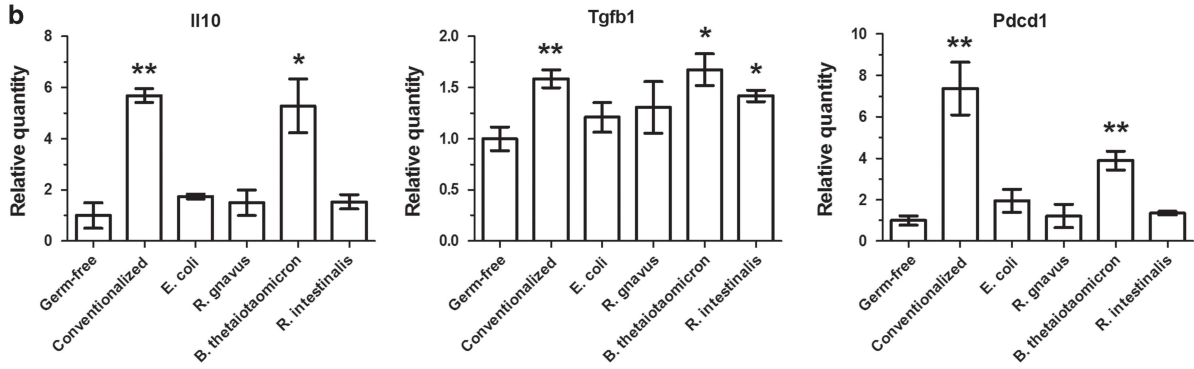 b
Il10
Relative quantity
8
6
4
2
0
**
*
Germ-free
Conventionalized
E. coli
R. gnavus
B. thetaiotaomicron
R. intestinalis
Tgfb1
Relative quantity
2.0
1.5
1.0
0.5
0.0
**
*
*
Germ-free
Conventionalized
E. coli
R. gnavus
B. thetaiotaomicron
R. intestinalis
Pdcd1
Relative quantity
10
8
6
4
2
0
**
**
Germ-free
Conventionalized
E. coli
R. gnavus
B. thetaiotaomicron
R. intestinalis